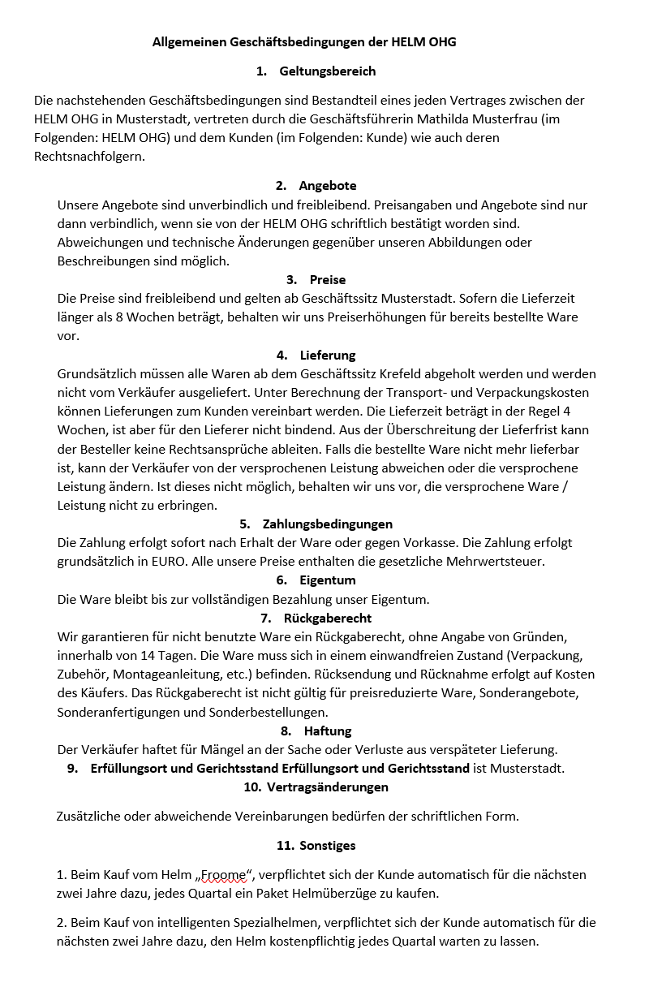 Allgemeinen Geschäftsbedingungen der HELM OHG
1. Geltungsbereich
Die nachstehenden Geschäftsbedingungen sind Bestandteil eines jeden Vertrages zwischen der
HELM OHG in Musterstadt, vertreten durch die Geschäftsführerin Mathilda Musterfrau (im
Folgenden: HELM OHG) und dem Kunden (im Folgenden: Kunde) wie auch deren
Rechtsnachfolgern.
2. Angebote
Unsere Angebote sind unverbindlich und freibleibend. Preisangaben und Angebote sind nur
dann verbindlich, wenn sie von der HELM OHG schriftlich bestätigt worden sind.
Abweichungen und technische Änderungen gegenüber unseren Abbildungen oder
Beschreibungen sind möglich.
3. Preise
Die Preise sind freibleibend und gelten ab Geschäftssitz Musterstadt. Sofern die Lieferzeit
länger als 8 Wochen beträgt, behalten wir uns Preiserhöhungen für bereits bestellte Ware
vor.
4. Lieferung
Grundsätzlich müssen alle Waren ab dem Geschäftssitz Krefeld abgeholt werden und werden
nicht vom Verkäufer ausgeliefert. Unter Berechnung der Transport- und Verpackungskosten
können Lieferungen zum Kunden vereinbart werden. Die Lieferzeit beträgt in der Regel 4
Wochen, ist aber für den Lieferer nicht bindend. Aus der Überschreitung der Lieferfrist kann
der Besteller keine Rechtsansprüche ableiten. Falls die bestellte Ware nicht mehr lieferbar
ist, kann der Verkäufer von der versprochenen Leistung abweichen oder die versprochene
Leistung ändern. Ist dieses nicht möglich, behalten wir uns vor, die versprochene Ware /
Leistung nicht zu erbringen.
5. Zahlungsbedingungen
Die Zahlung erfolgt sofort nach Erhalt der Ware oder gegen Vorkasse. Die Zahlung erfolgt
grundsätzlich in EURO. Alle unsere Preise enthalten die gesetzliche Mehrwertsteuer.
6. Eigentum
Die Ware bleibt bis zur vollständigen Bezahlung unser Eigentum.
7. Rückgaberecht
Wir garantieren für nicht benutzte Ware ein Rückgaberecht, ohne Angabe von Gründen,
innerhalb von 14 Tagen. Die Ware muss sich in einem einwandfreien Zustand (Verpackung,
Zubehör, Montageanleitung, etc.) befinden. Rücksendung und Rücknahme erfolgt auf Kosten
des Käufers. Das Rückgaberecht ist nicht gültig für preisreduzierte Ware, Sonderangebote,
Sonderanfertigungen und Sonderbestellungen.
8. Haftung
Der Verkäufer haftet für Mängel an der Sache oder Verluste aus verspäteter Lieferung.
9. Erfüllungsort und Gerichtsstand Erfüllungsort und Gerichtsstand ist Musterstadt.
10. Vertragsänderungen
Zusätzliche oder abweichende Vereinbarungen bedürfen der schriftlichen Form.
11. Sonstiges
1. Beim Kauf vom Helm „Froome“, verpflichtet sich der Kunde automatisch für die nächsten
zwei Jahre dazu, jedes Quartal ein Paket Helmüberzüge zu kaufen.
2. Beim Kauf von intelligenten Spezialhelmen, verpflichtet sich der Kunde automatisch für die
nächsten zwei Jahre dazu, den Helm kostenpflichtig jedes Quartal warten zu lassen.